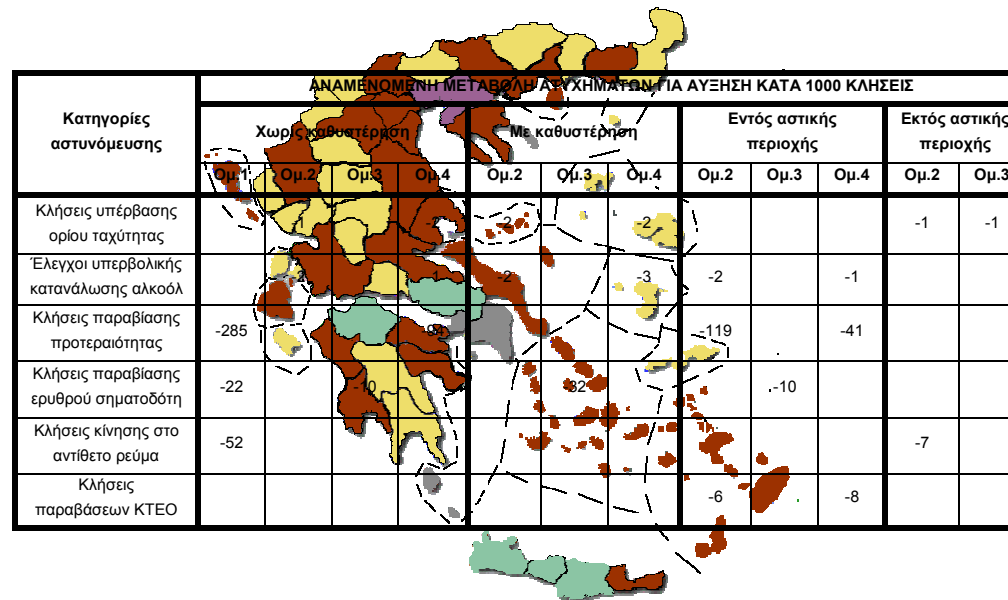 ΑΝΑΜΕΝΟΜΕΝΗ ΜΕΤΑΒΟΛΗ ΑΤΥΧΗΜΑΤΩΝ ΓΙΑ ΑΥΞΗΣΗ ΚΑΤΑ 1000 ΚΛΗΣΕΙΣ
Κατηγορίες
αστυνόμευσης
Χωρίς καθυστέρηση Με καθυστέρηση Εντός αστικής Εκτός αστικής
περιοχής περιοχής
Ομ.1 Ομ.2 Ομ.3 Ομ.4 Ομ.2 Ομ.3 Ομ.4 Ομ.2 Ομ.3 Ομ.4 Ομ.2 Ομ.3
Κλήσεις υπέρβασης
ορίου ταχύτητας
-1 -2 -2 -1 -1
Έλεγχοι υπερβολικής
κατανάλωσης αλκοόλ
-2 -3 -2 -1
Κλήσεις παραβίασης
προτεραιότητας
-285 -119 -41
Κλήσεις παραβίασης
ερυθρού σηματοδότη
-22 -10 -32 -10
Κλήσεις κίνησης στο
αντίθετο ρεύμα
-52 -7
Κλήσεις
παραβάσεων ΚΤΕΟ
-6 -8